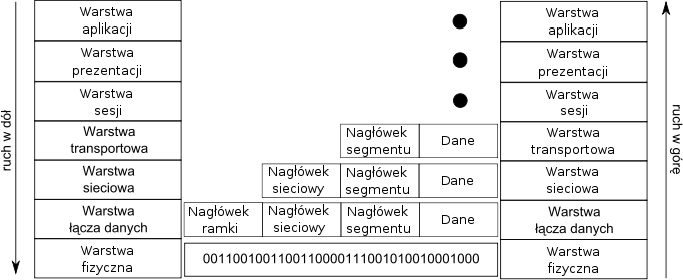 ruch w dół
Warstwa
aplikacji
Warstwa
prezentacji
Warstwa
sesji
Warstwa
transportowa
Warstwa
sieciowa
Warstwa
łącza danych
Warstwa
fizyczna
Nagłówek
segmentu
Dane
Nagłówek
sieciowy
Nagłówek
segmentu
Dane
Nagłówek
ramki
Nagłówek
sieciowy
Nagłówek
segmentu
Dane
0011001001100110000111001010010001000
Warstwa
aplikacji
Warstwa
prezentacji
Warstwa
sesji
Warstwa
transportowa
Warstwa
sieciowa
Warstwa
łącza danych
Warstwa
fizyczna
ruch w górę